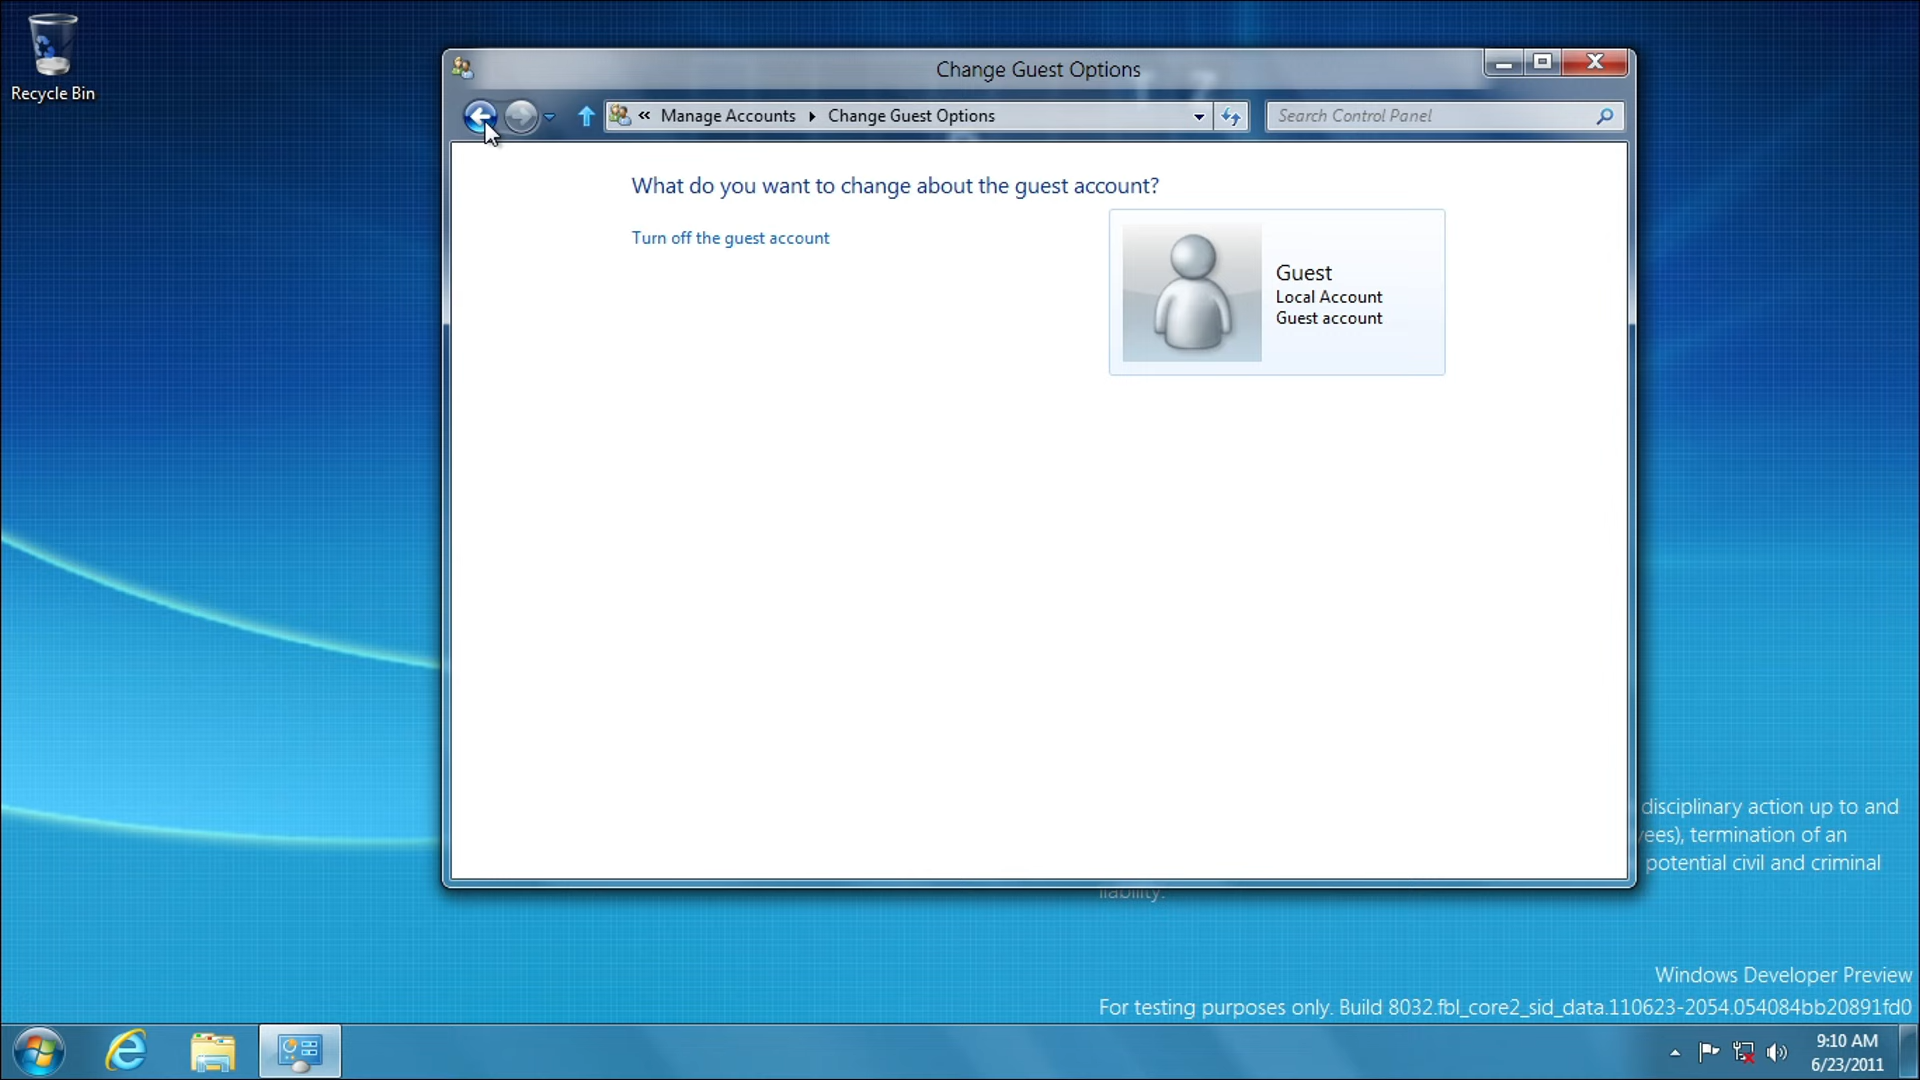 Recycle Bin
Change Guest Options
« Manage Accounts ▸ Change Guest Options
Search Control Panel
What do you want to change about the guest account?
Turn off the guest account
Guest
Local Account
Guest account
disciplinary action up to and
termination of an
potential civil and criminal
liability.
Windows Developer Preview
For testing purposes only. Build 8032.fbl_core2_sid_data.110623-2054.054084bb20891fd0
9:10 AM
6/23/2011